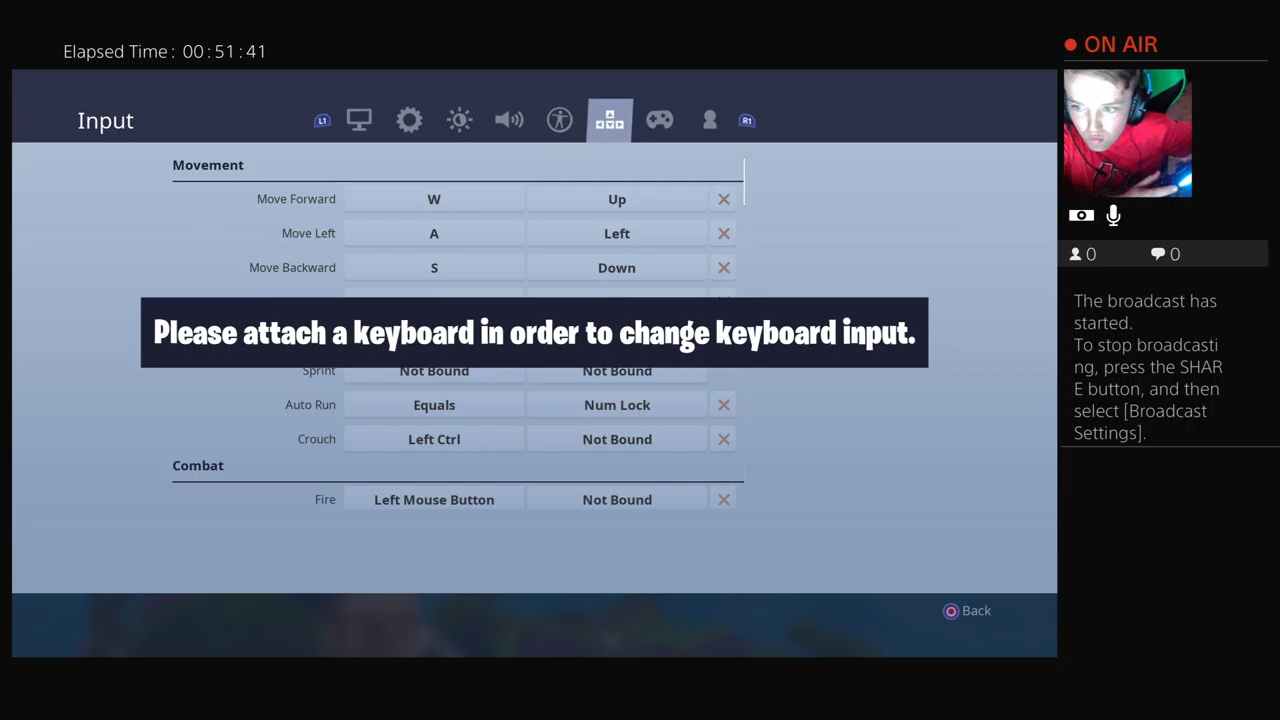 Elapsed Time : 00:51:41
ON AIR
Input
L1
R1
Movement
Move Forward W Up
Move Left A Left
Move Backward S Down
Please attach a keyboard in order to change keyboard input.
Sprint Not Bound Not Bound
Auto Run Equals Num Lock
Crouch Left Ctrl Not Bound
Combat
Fire Left Mouse Button Not Bound
Back
0 0
The broadcast has
started.
To stop broadcasti
ng, press the SHAR
E button, and then
select [Broadcast
Settings].